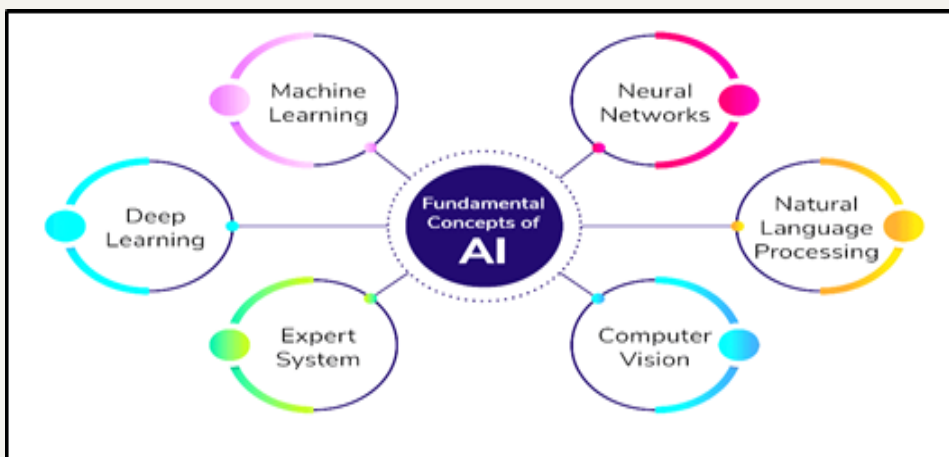 Machine
Learning
Neural
Networks
Deep
Learning
Fundamental
Concepts of
AI
Natural
Language
Processing
Expert
System
Computer
Vision